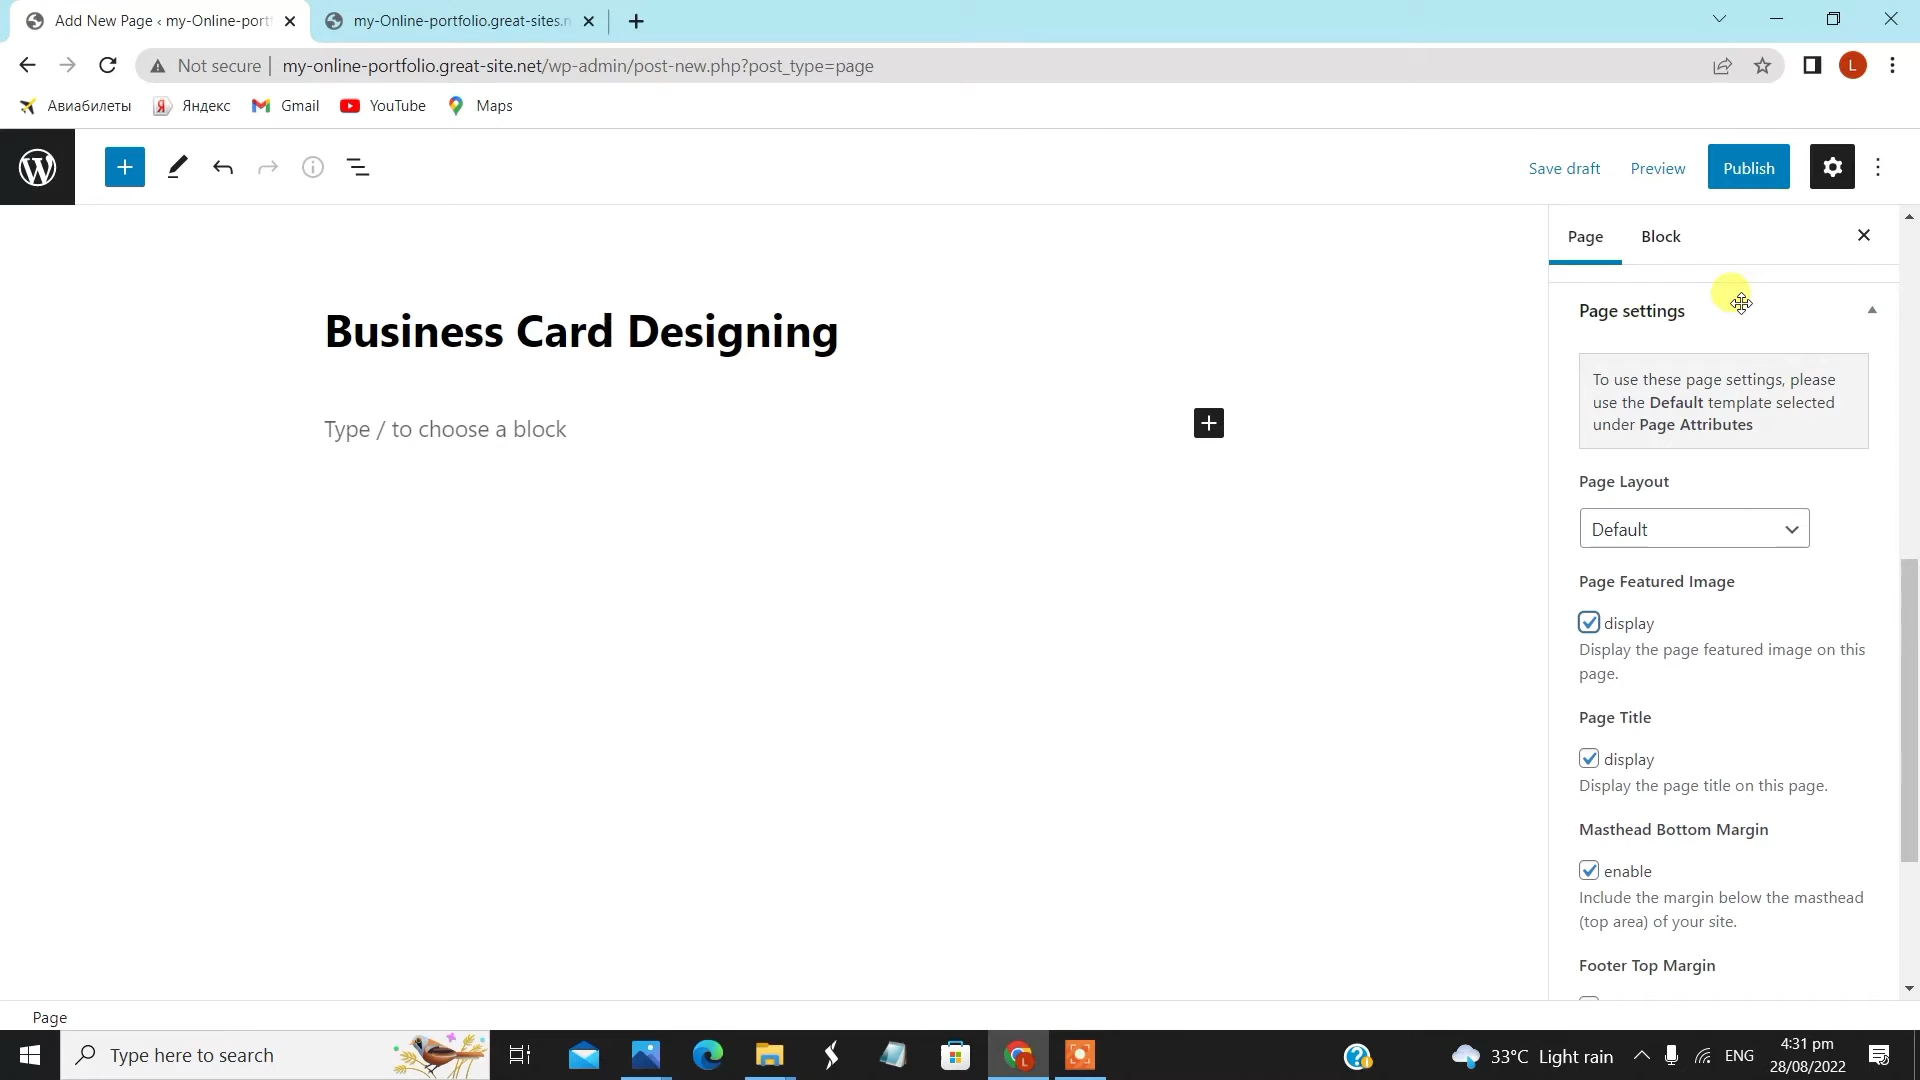 Add New Page ‹ my-Online-portf
my-Online-portfolio.great-sites.n
Not secure
my-online-portfolio.great-site.net/wp-admin/post-new.php?post_type=page
L
Авиабилеты
Яндекс
Gmail
YouTube
Maps
Save draft
Preview
Publish
Page
Block
Page settings
Business Card Designing
To use these page settings, please
use the Default template selected
under Page Attributes
Type / to choose a block
Page Layout
Default
Page Featured Image
display
Display the page featured image on this
page.
Page Title
display
Display the page title on this page.
Masthead Bottom Margin
enable
Include the margin below the masthead
(top area) of your site.
Footer Top Margin
Page
Type here to search
33°C Light rain
ENG
4:31 pm
28/08/2022